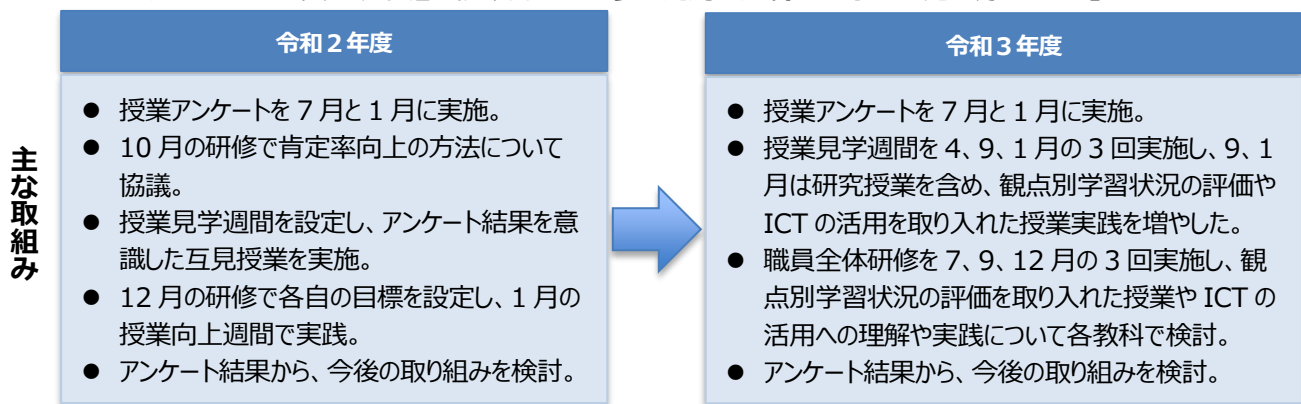 主な取組み
令和２年度
● 授業アンケートを 7 月と 1 月に実施。
● 10 月の研修で肯定率向上の方法について
協議。
● 授業見学週間を設定し、アンケート結果を意
識した互見授業を実施。
● 12 月の研修で各自の目標を設定し、1 月の
授業向上週間で実践。
● アンケート結果から、今後の取り組みを検討。
令和３年度
● 授業アンケートを 7 月と 1 月に実施。
● 授業見学週間を 4、9、1 月の 3 回実施し、9、1
月は研究授業を含め、観点別学習状況の評価や
ICT の活用を取り入れた授業実践を増やした。
● 職員全体研修を 7、9、12 月の 3 回実施し、観
点別学習状況の評価を取り入れた授業や ICT の
活用への理解や実践について各教科で検討。
● アンケート結果から、今後の取り組みを検討。